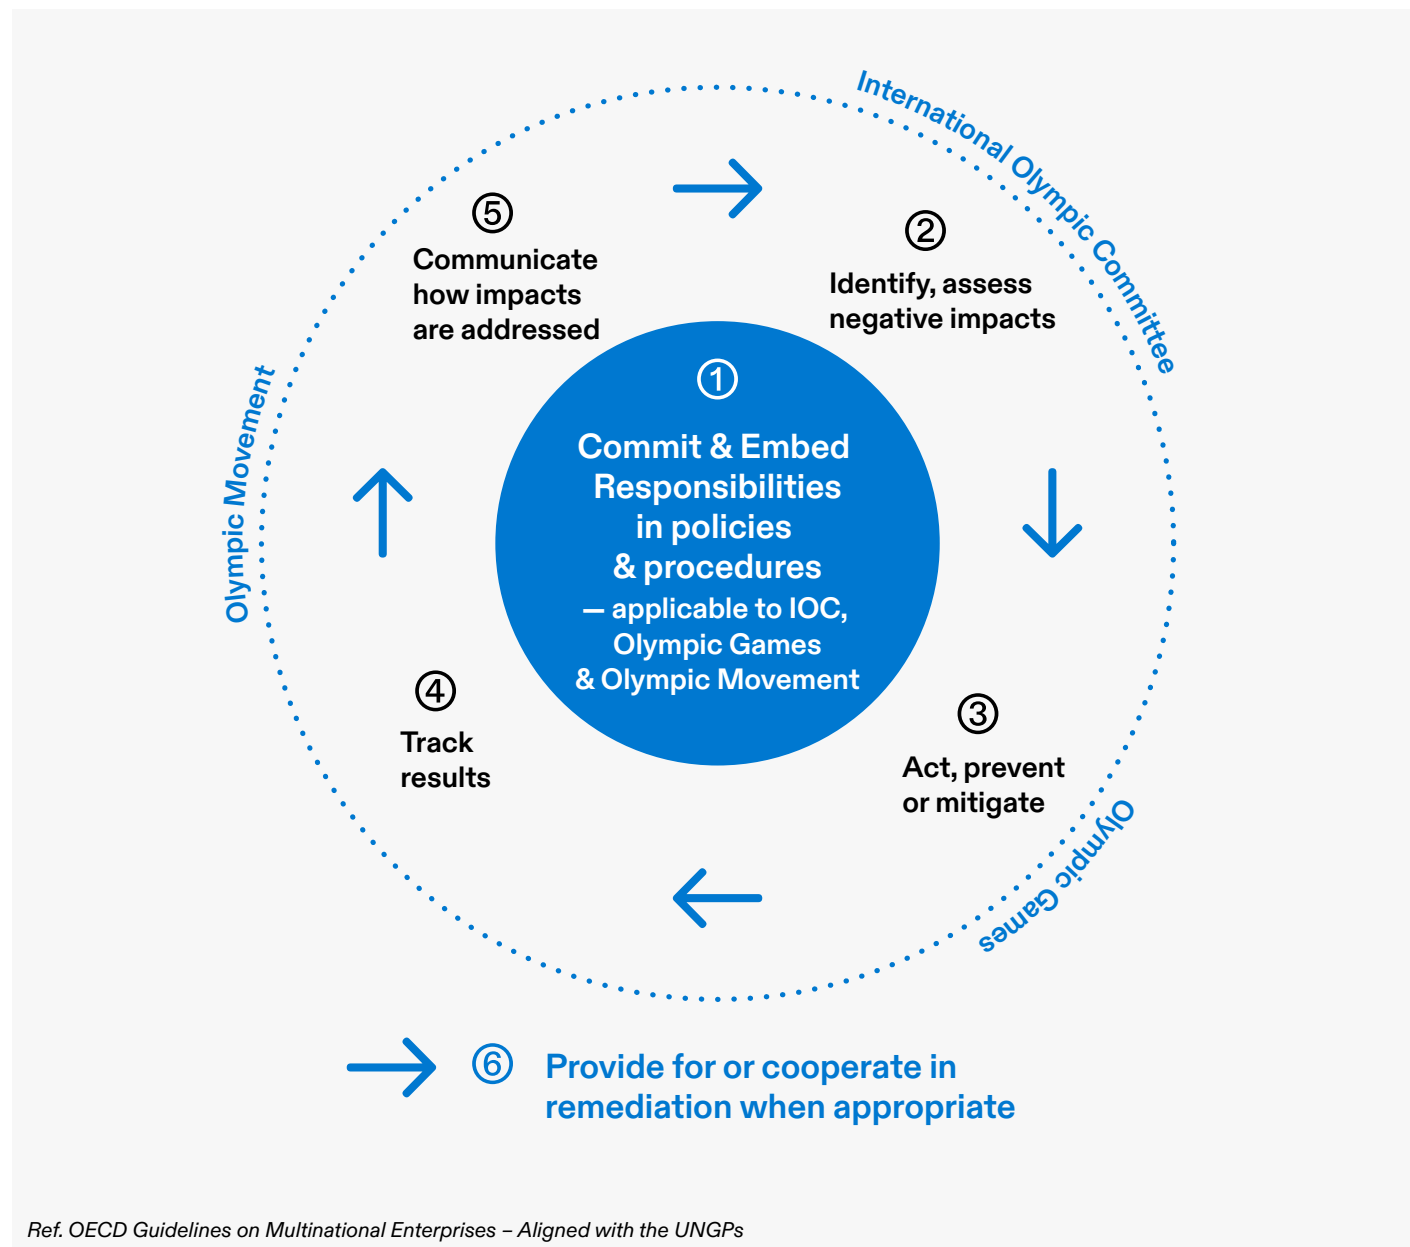 International Olympic Committee
Olympic Games
Olympic Movement
①
Commit & Embed
Responsibilities
in policies
& procedures
— applicable to IOC,
Olympic Games
& Olympic Movement
②
Identify, assess
negative impacts
③
Act, prevent
or mitigate
④
Track
results
⑤
Communicate
how impacts
are addressed
⑥ Provide for or cooperate in
remediation when appropriate
Ref. OECD Guidelines on Multinational Enterprises – Aligned with the UNGPs